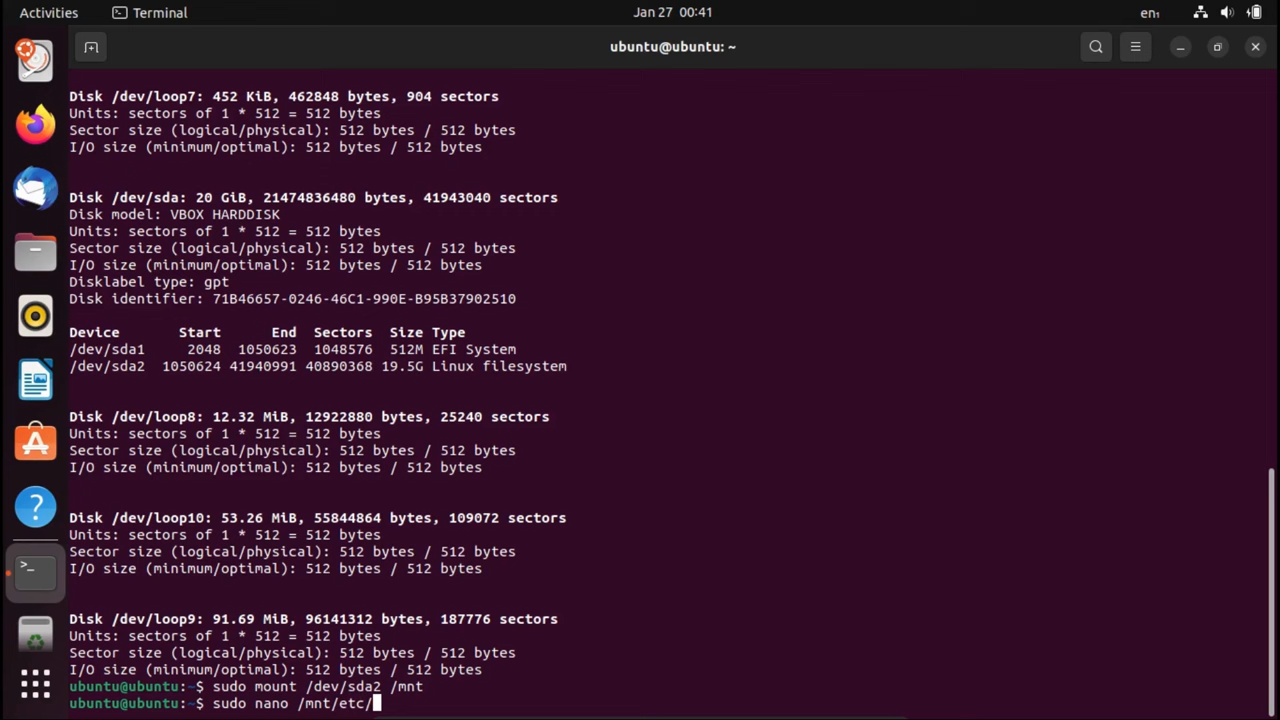 Activities
Terminal
Jan 27 00:41
en₁
ubuntu@ubuntu: ~
Disk /dev/loop7: 452 KiB, 462848 bytes, 904 sectors
Units: sectors of 1 * 512 = 512 bytes
Sector size (logical/physical): 512 bytes / 512 bytes
I/O size (minimum/optimal): 512 bytes / 512 bytes
Disk /dev/sda: 20 GiB, 21474836480 bytes, 41943040 sectors
Disk model: VBOX HARDDISK
Units: sectors of 1 * 512 = 512 bytes
Sector size (logical/physical): 512 bytes / 512 bytes
I/O size (minimum/optimal): 512 bytes / 512 bytes
Disklabel type: gpt
Disk identifier: 71B46657-0246-46C1-990E-B95B37902510
Device Start End Sectors Size Type
/dev/sda1 2048 1050623 1048576 512M EFI System
/dev/sda2 1050624 41940991 40890368 19.5G Linux filesystem
Disk /dev/loop8: 12.32 MiB, 12922880 bytes, 25240 sectors
Units: sectors of 1 * 512 = 512 bytes
Sector size (logical/physical): 512 bytes / 512 bytes
I/O size (minimum/optimal): 512 bytes / 512 bytes
Disk /dev/loop10: 53.26 MiB, 55844864 bytes, 109072 sectors
Units: sectors of 1 * 512 = 512 bytes
Sector size (logical/physical): 512 bytes / 512 bytes
I/O size (minimum/optimal): 512 bytes / 512 bytes
Disk /dev/loop9: 91.69 MiB, 96141312 bytes, 187776 sectors
Units: sectors of 1 * 512 = 512 bytes
Sector size (logical/physical): 512 bytes / 512 bytes
I/O size (minimum/optimal): 512 bytes / 512 bytes
ubuntu@ubuntu:~$ sudo mount /dev/sda2 /mnt
ubuntu@ubuntu:~$ sudo nano /mnt/etc/